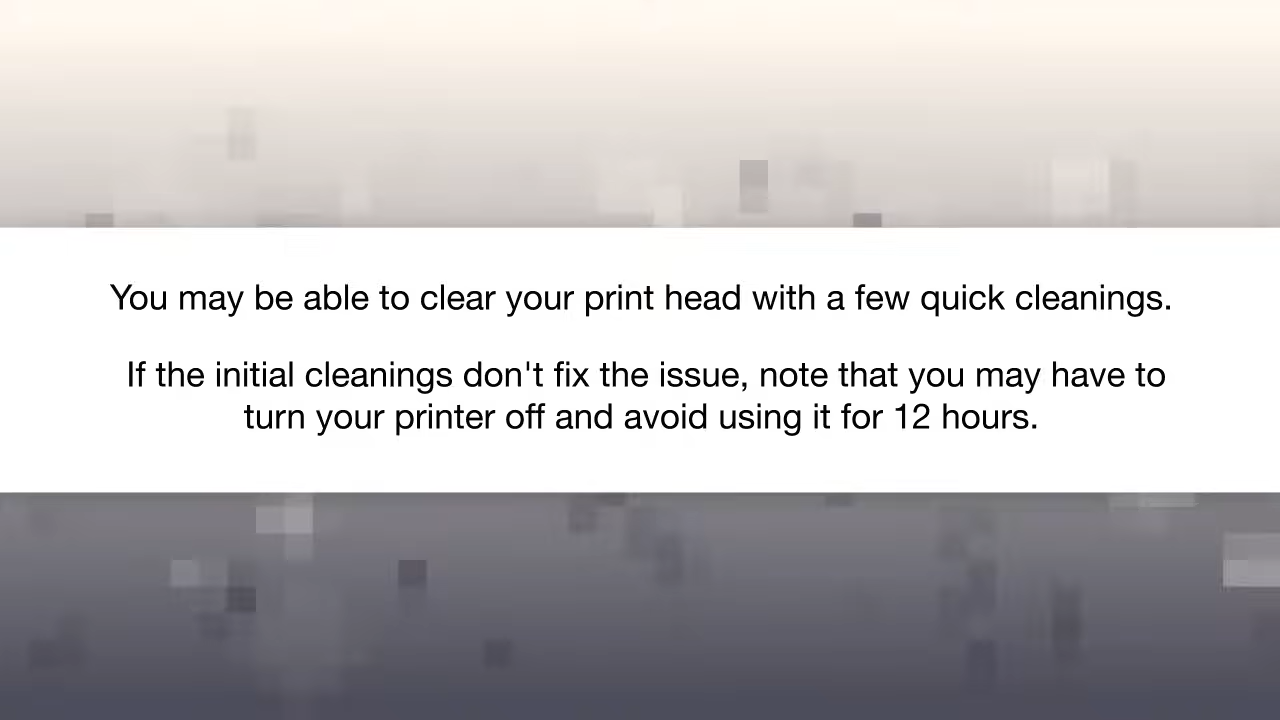 You may be able to clear your print head with a few quick cleanings.
If the initial cleanings don't fix the issue, note that you may have to
turn your printer off and avoid using it for 12 hours.